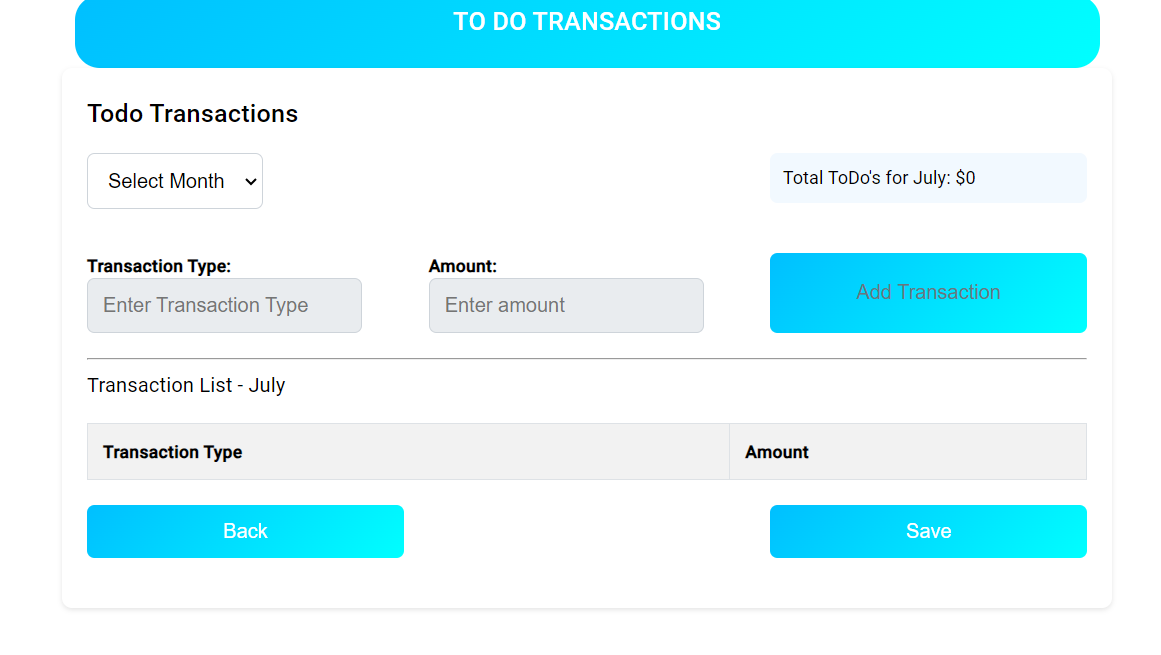 TO DO TRANSACTIONS
Todo Transactions
Select Month
Total ToDo's for July: $0
Transaction Type:
Amount:
Enter Transaction Type
Enter amount
Add Transaction
Transaction List - July
Transaction Type
Amount
Back
Save